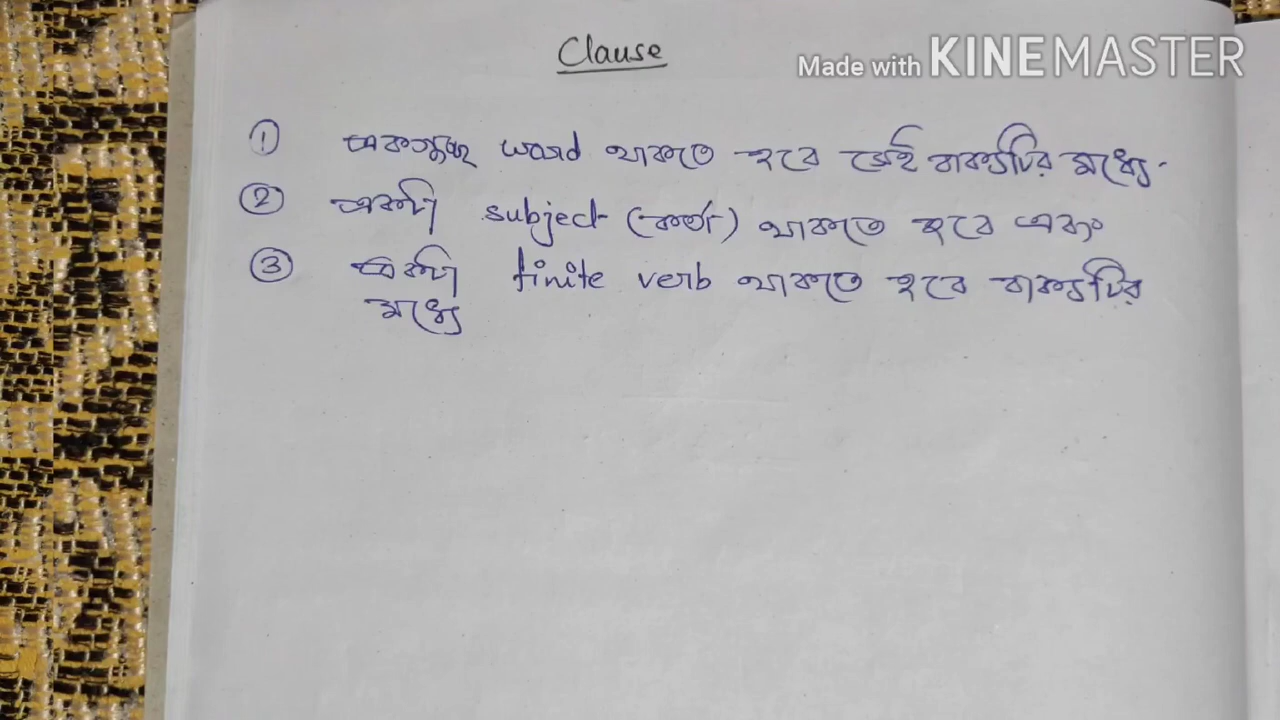 Clause
Made with KINEMASTER
① একগুচ্ছ word থাকতে হবে সেই বাক্যটির মধ্যে.
② একটা subject (কর্তা) থাকতে হবে এবং
③ একটা finite verb থাকতে হবে বাক্যটির
মধ্যে